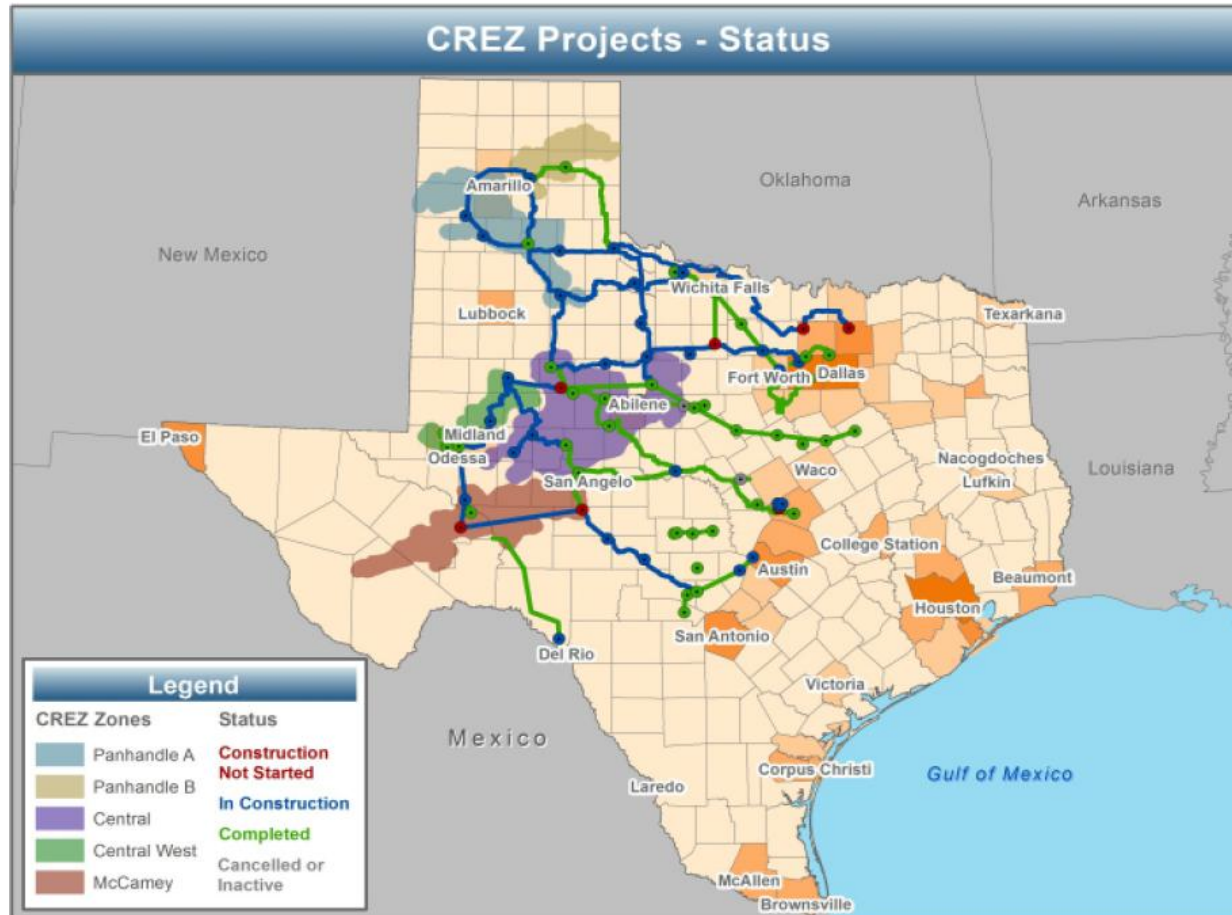 CREZ Projects - Status
Oklahoma
Arkansas
New Mexico
Amarillo
Wichita Falls
Lubbock
Texarkana
Fort Worth
Dallas
Abilene
El Paso
Midland
Odessa
Nacogdoches
Lufkin
Louisiana
Waco
San Angelo
College Station
Austin
Beaumont
Houston
San Antonio
Del Rio
Victoria
Mexico
Corpus Christi
Gulf of Mexico
Laredo
McAllen
Brownsville
Legend
CREZ Zones
Panhandle A
Panhandle B
Central
Central West
McCamey
Status
Construction
Not Started
In Construction
Completed
Cancelled or
Inactive